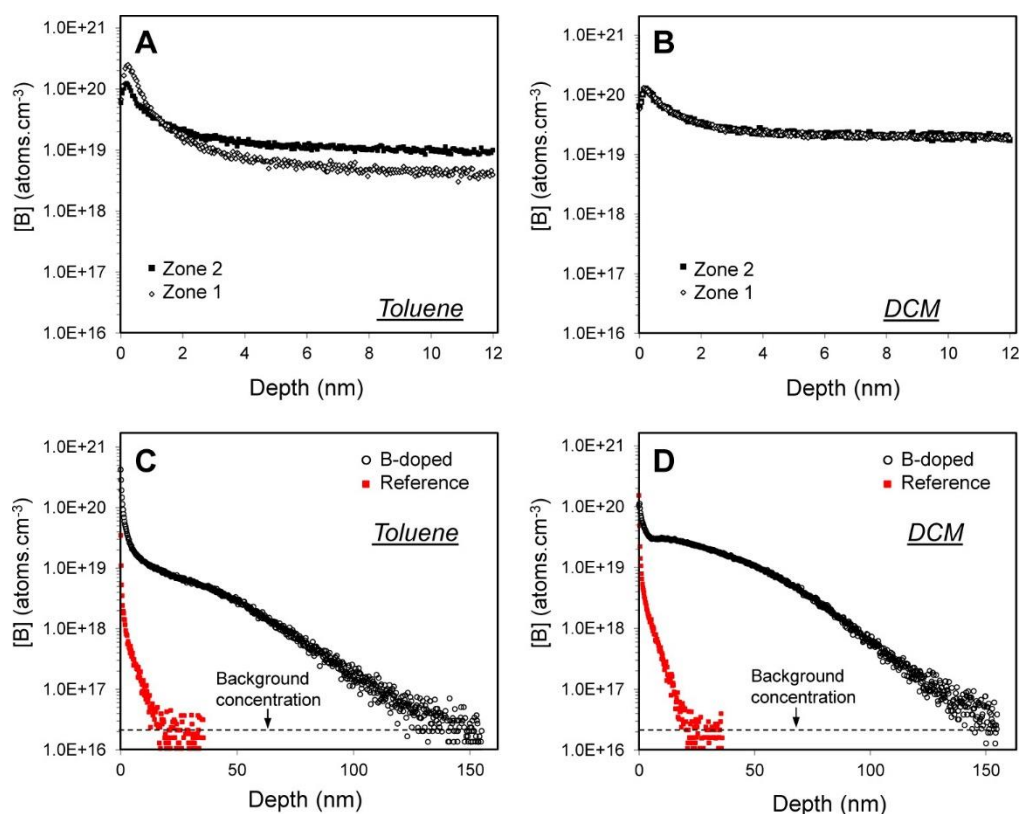 A
1.0E+21
1.0E+20
1.0E+19
1.0E+18
1.0E+17
1.0E+16
[B] (atoms.cm⁻³)
Zone 2
Zone 1
Toluene
0 2 4 6 8 10 12
Depth (nm)
B
1.0E+21
1.0E+20
1.0E+19
1.0E+18
1.0E+17
1.0E+16
[B] (atoms.cm⁻³)
Zone 2
Zone 1
DCM
0 2 4 6 8 10 12
Depth (nm)
C
1.0E+21
1.0E+20
1.0E+19
1.0E+18
1.0E+17
1.0E+16
[B] (atoms.cm⁻³)
B-doped
Reference
Toluene
Background
concentration
0 50 100 150
Depth (nm)
D
1.0E+21
1.0E+20
1.0E+19
1.0E+18
1.0E+17
1.0E+16
[B] (atoms.cm⁻³)
B-doped
Reference
DCM
Background
concentration
0 50 100 150
Depth (nm)